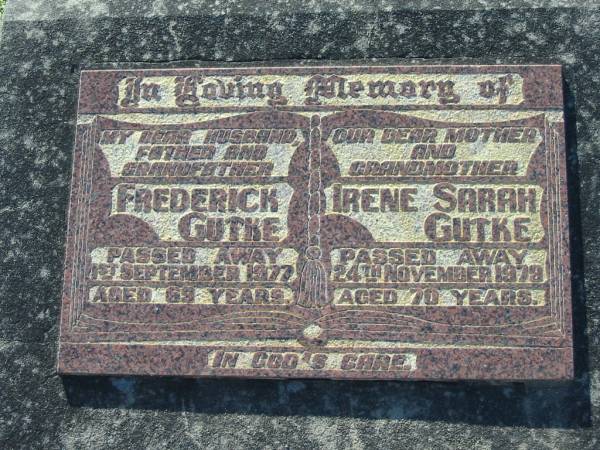 In Loving Memory of
MY DEAR HUSBAND
FATHER AND
GRANDFATHER
FREDERICK
GUTKE
PASSED AWAY
1ST SEPTEMBER 1977
AGED 69 YEARS.
OUR DEAR MOTHER
AND
GRANDMOTHER
IRENE SARAH
GUTKE
PASSED AWAY
24TH NOVEMBER 1978
AGED 70 YEARS.
IN GOD'S CARE.